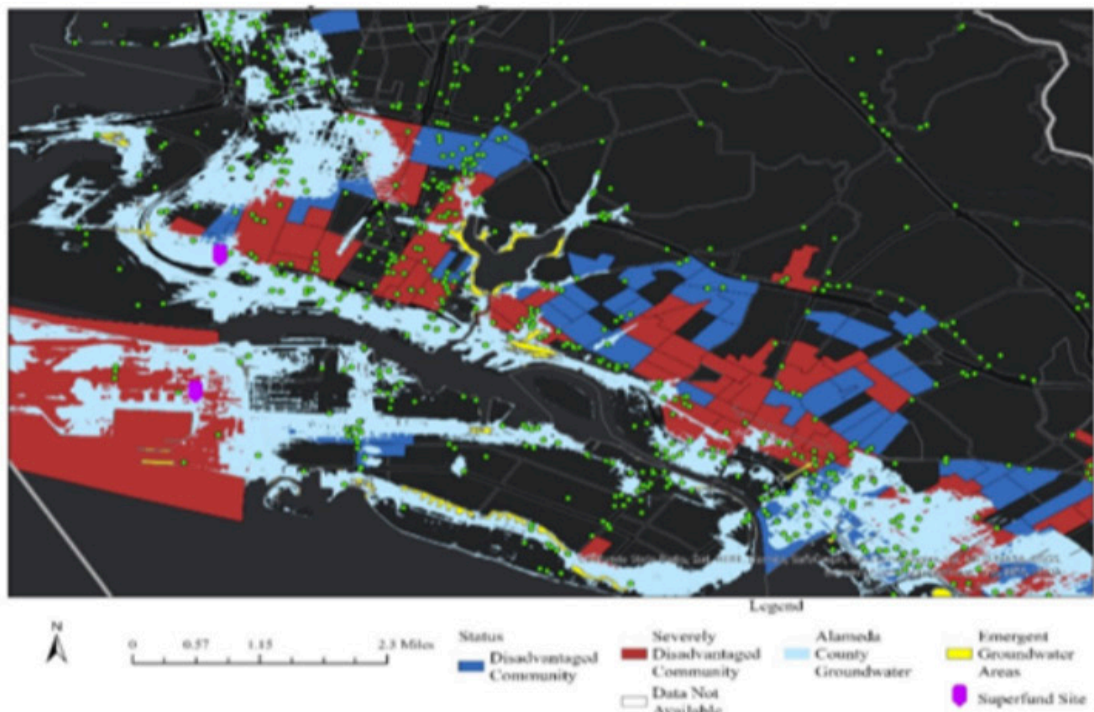 N
0 0.57 1.15 2.3 Miles
Legend
Status
Disadvantaged
Community
Severely
Disadvantaged
Community
Data Not
Available
Alameda
County
Groundwater
Emergent
Groundwater
Areas
Superfund Site